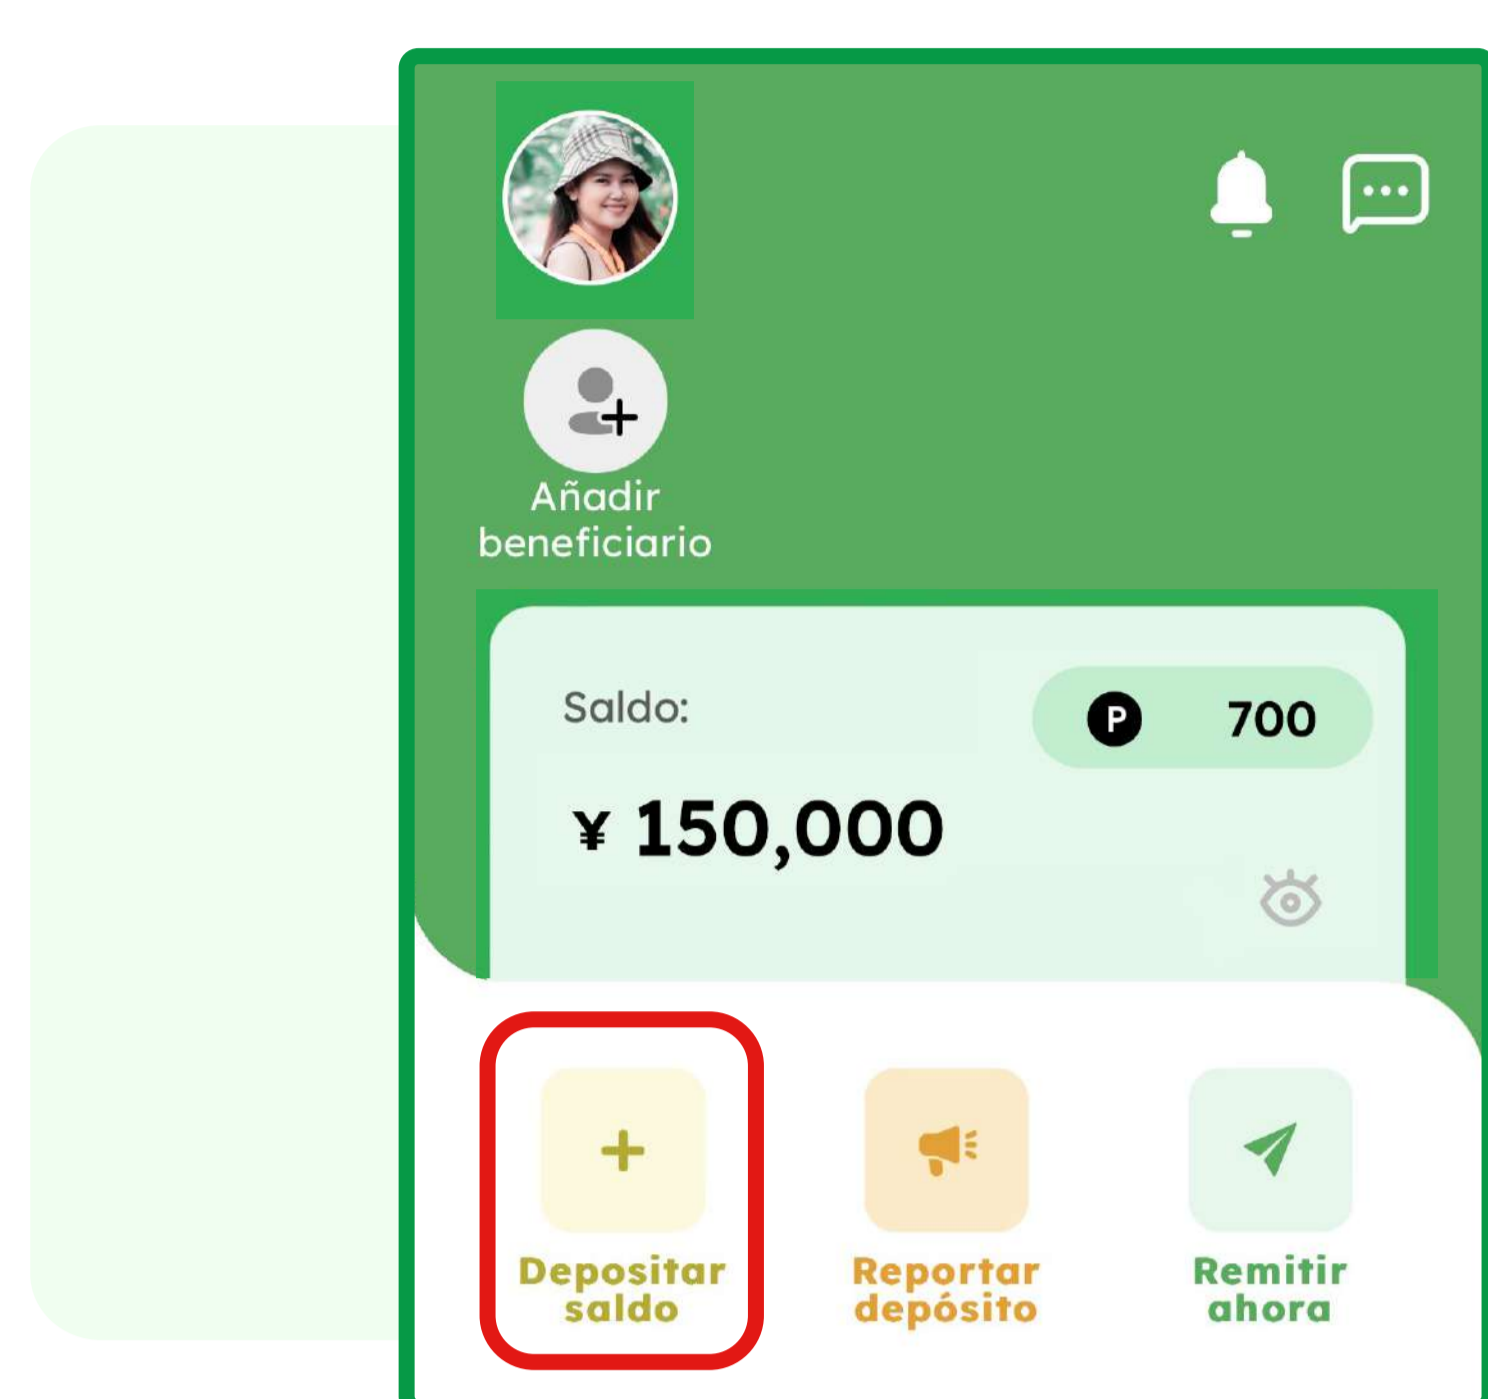 Añadir
beneficiario
Saldo:
P 700
¥ 150,000
Depositar
saldo
Reportar
depósito
Remitir
ahora